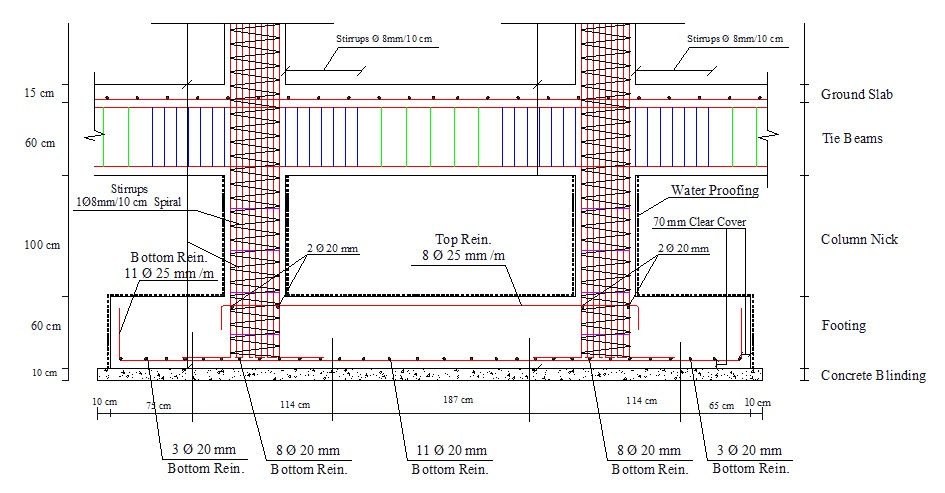 Stirrups Ø 8mm/10 cm
Stirrups Ø 8mm/10 cm
15 cm
Ground Slab
60 cm
Tie Beams
Stirrups
1Ø8mm/10 cm Spiral
Water Proofing
70 mm Clear Cover
100 cm
Column Nick
Bottom Rein.
11 Ø 25 mm /m
2 Ø 20 mm
Top Rein.
8 Ø 25 mm /m
2 Ø 20 mm
60 cm
Footing
10 cm
Concrete Blinding
10 cm
75 cm
114 cm
187 cm
114 cm
65 cm
10 cm
3 Ø 20 mm
Bottom Rein.
8 Ø 20 mm
Bottom Rein.
11 Ø 20 mm
Bottom Rein.
8 Ø 20 mm
Bottom Rein.
3 Ø 20 mm
Bottom Rein.